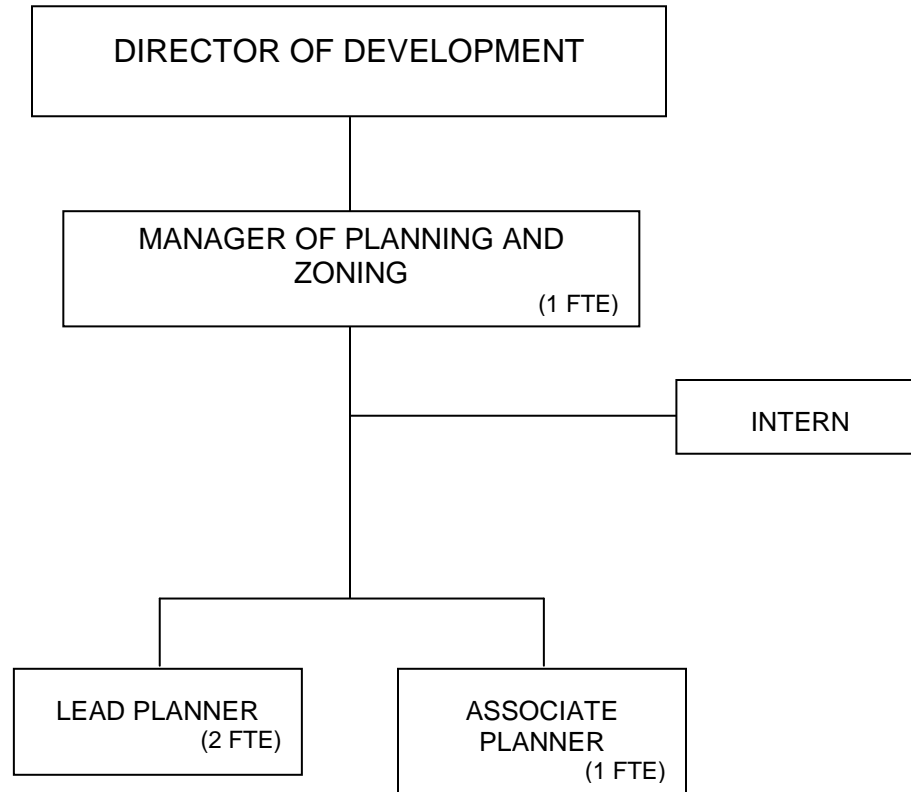 DIRECTOR OF DEVELOPMENT
MANAGER OF PLANNING AND
ZONING
(1 FTE)
INTERN
LEAD PLANNER
(2 FTE)
ASSOCIATE
PLANNER
(1 FTE)